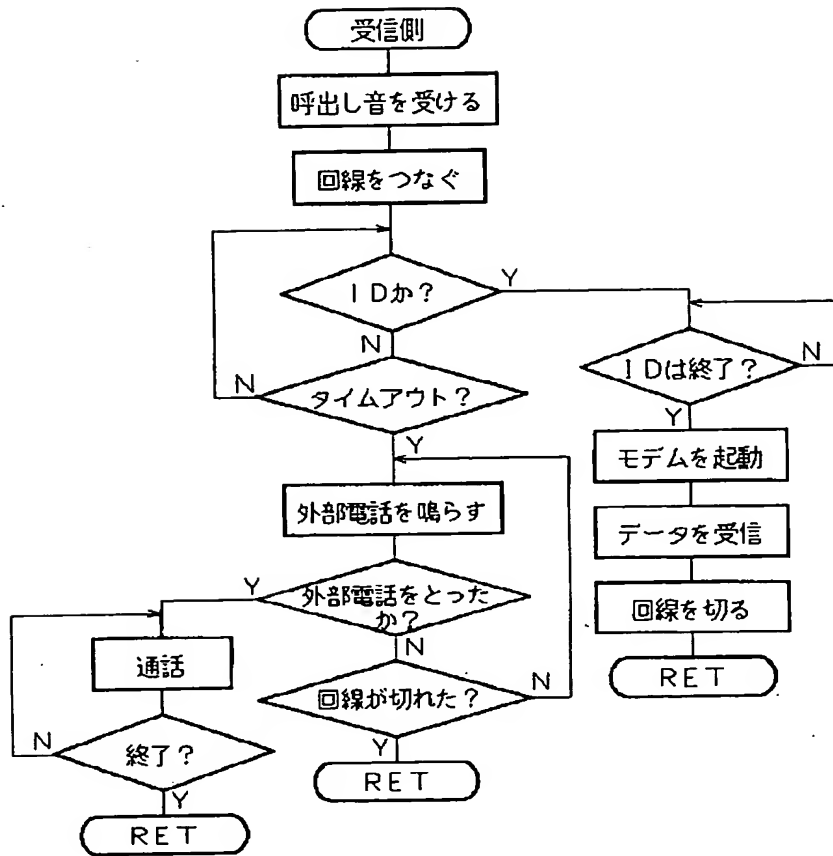 受信側
呼出し音を受ける
回線をつなぐ
IDか?
Y
N
タイムアウト?
N
Y
IDは終了?
N
Y
モデムを起動
データを受信
回線を切る
RET
外部電話を鳴らす
外部電話をとった
か?
Y
N
通話
回線が切れた?
N
Y
RET
終了?
N
Y
RET